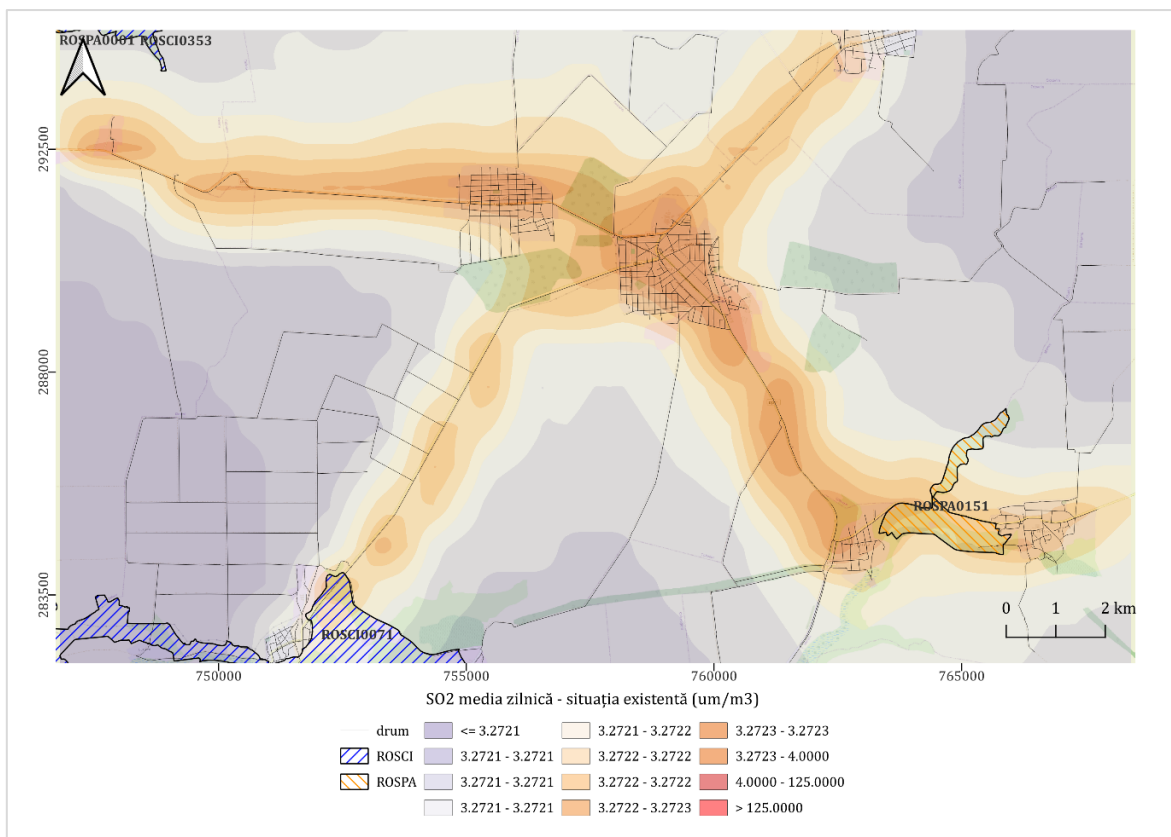 ROSPA0001 ROSCI0353
292500
288000
283500
ROSPA0151
ROSCI0071
0 1 2 km
750000 755000 760000 765000
SO2 media zilnică - situația existentă (um/m3)
drum <= 3.2721 3.2721 - 3.2722 3.2723 - 3.2723
ROSCI 3.2721 - 3.2721 3.2722 - 3.2722 3.2723 - 4.0000
ROSPA 3.2721 - 3.2721 3.2722 - 3.2722 4.0000 - 125.0000
3.2721 - 3.2721 3.2722 - 3.2723 > 125.0000